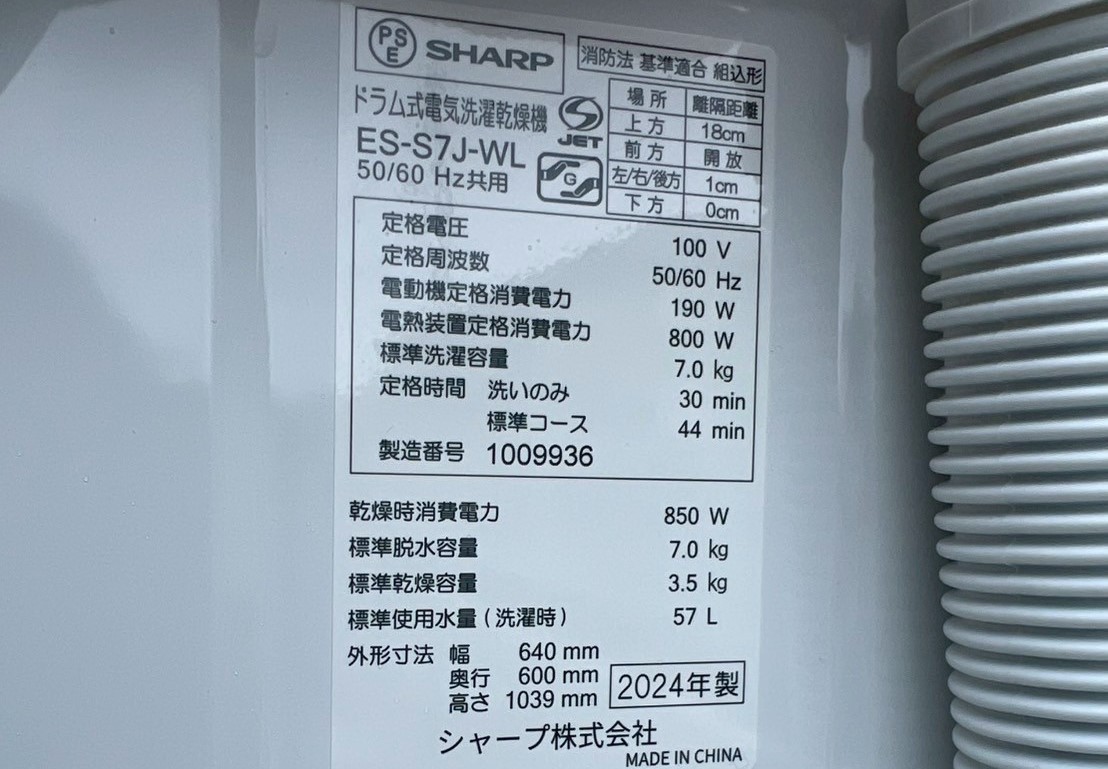 PSE SHARP
消防法 基準適合 組込形
場所 離隔距離
上方 18cm
前方 開放
左/右/後方 1cm
下方 0cm
ドラム式電気洗濯乾燥機
ES-S7J-WL
50/60 Hz共用
S JET
G
定格電圧 100 V
定格周波数 50/60 Hz
電動機定格消費電力 190 W
電熱装置定格消費電力 800 W
標準洗濯容量 7.0 kg
定格時間 洗いのみ 30 min
標準コース 44 min
製造番号 1009936
乾燥時消費電力 850 W
標準脱水容量 7.0 kg
標準乾燥容量 3.5 kg
標準使用水量(洗濯時) 57 L
外形寸法 幅 640 mm
奥行 600 mm
高さ 1039 mm
2024年製
シャープ株式会社
MADE IN CHINA